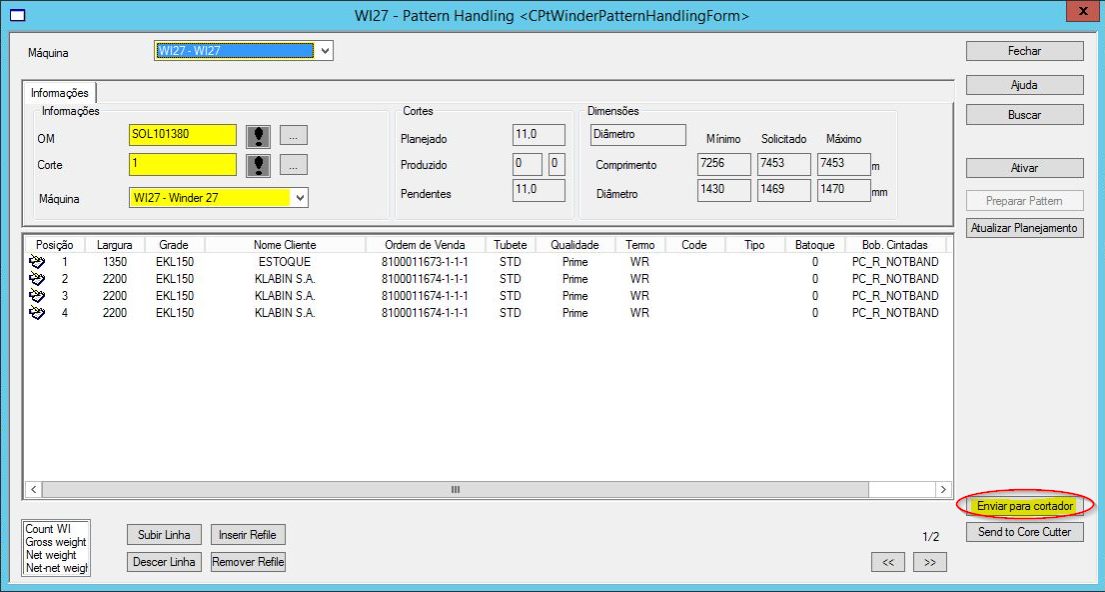 WI27 - Pattern Handling <CPtWinderPatternHandlingForm>
x
Máquina WI27 - WI27
Fechar
Ajuda
Buscar
Ativar
Preparar Pattern
Atualizar Planejamento
Informações
Informações
OM SOL101380 ...
Corte 1 ...
Máquina WI27 - Winder 27
Cortes
Planejado 11,0
Produzido 0 0
Pendentes 11,0
Dimensões
Diâmetro Mínimo Solicitado Máximo
Comprimento 7256 7453 7453 m
Diâmetro 1430 1469 1470 mm
Posição Largura Grade Nome Cliente Ordem de Venda Tubete Qualidade Termo Code Tipo Batoque Bob. Cintadas
1 1350 EKL150 ESTOQUE 8100011673-1-1-1 STD Prime WR 0 PC_R_NOTBAND
2 2200 EKL150 KLABIN S.A. 8100011674-1-1-1 STD Prime WR 0 PC_R_NOTBAND
3 2200 EKL150 KLABIN S.A. 8100011674-1-1-1 STD Prime WR 0 PC_R_NOTBAND
4 2200 EKL150 KLABIN S.A. 8100011674-1-1-1 STD Prime WR 0 PC_R_NOTBAND
Enviar para cortador
Send to Core Cutter
Count WI
Gross weight
Net weight
Net-net weigh
Subir Linha Inserir Refile
Descer Linha Remover Refile
1/2
<< >>